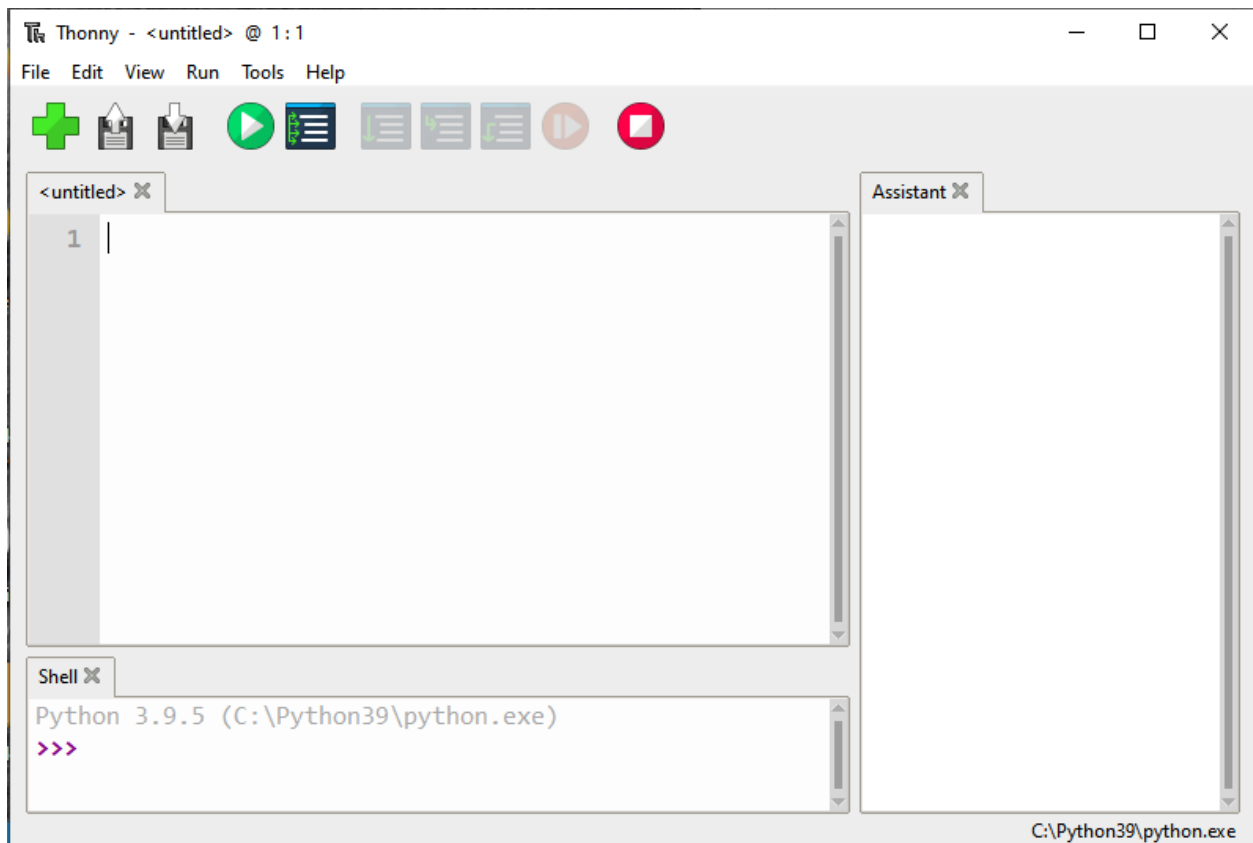 Thonny - <untitled> @ 1:1
File Edit View Run Tools Help
<untitled>
Assistant
1
Shell
Python 3.9.5 (C:\Python39\python.exe)
>>>
C:\Python39\python.exe